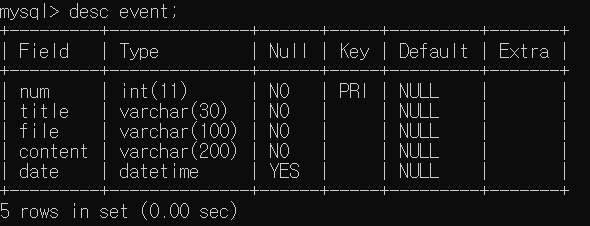 mysql> desc event;
+---------+--------------+------+-----+---------+-------+
| Field   | Type         | Null | Key | Default | Extra |
+---------+--------------+------+-----+---------+-------+
| num     | int(11)      | NO   | PRI | NULL    |       |
| title   | varchar(30)  | NO   |     | NULL    |       |
| file    | varchar(100) | NO   |     | NULL    |       |
| content | varchar(200) | NO   |     | NULL    |       |
| date    | datetime     | YES  |     | NULL    |       |
+---------+--------------+------+-----+---------+-------+
5 rows in set (0.00 sec)